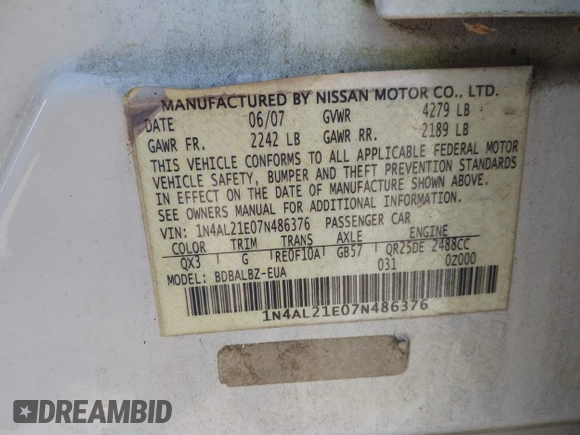 MANUFACTURED BY NISSAN MOTOR CO., LTD.
DATE 06/07 GVWR 4279 LB
GAWR FR. 2242 LB GAWR RR. 2189 LB
THIS VEHICLE CONFORMS TO ALL APPLICABLE FEDERAL MOTOR
VEHICLE SAFETY, BUMPER AND THEFT PREVENTION STANDARDS
IN EFFECT ON THE DATE OF MANUFACTURE SHOWN ABOVE.
SEE OWNERS MANUAL FOR ADDITIONAL INFORMATION.
VIN: 1N4AL21E07N486376 PASSENGER CAR
COLOR TRIM TRANS AXLE ENGINE
QX3 G RE0F10A GB57 QR25DE 2488CC
MODEL: BDBALBZ-EUA 031 0Z000
1N4AL21E07N486376
DREAMBID